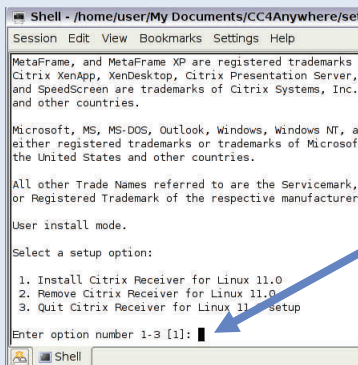 Shell - /home/user/My Documents/CC4Anywhere/set
Session Edit View Bookmarks Settings Help
MetaFrame, and MetaFrame XP are registered trademarks
Citrix XenApp, XenDesktop, Citrix Presentation Server,
and SpeedScreen are trademarks of Citrix Systems, Inc.
and other countries.
Microsoft, MS, MS-DOS, Outlook, Windows, Windows NT, a
either registered trademarks or trademarks of Microsof
the United States and other countries.
All other Trade Names referred to are the Servicemark,
or Registered Trademark of the respective manufacturer
User install mode.
Select a setup option:
1. Install Citrix Receiver for Linux 11.0
2. Remove Citrix Receiver for Linux 11.0
3. Quit Citrix Receiver for Linux 11.0 setup
Enter option number 1-3 [1]:
Shell